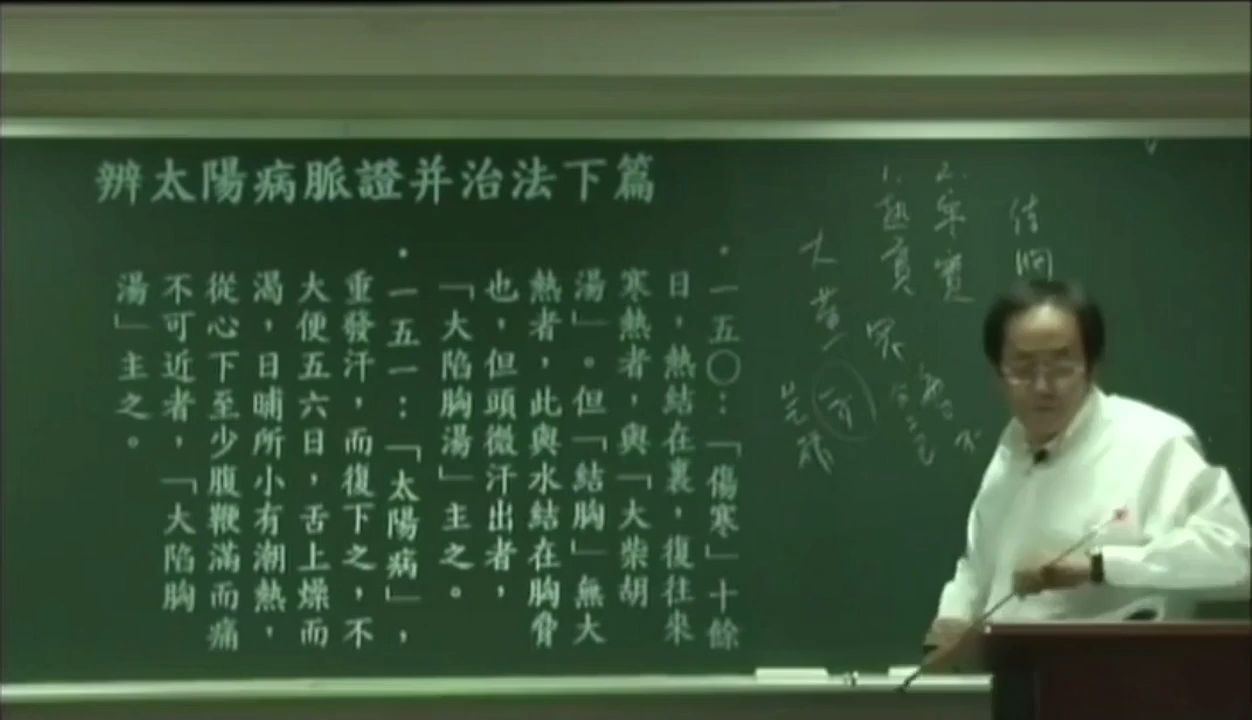 辨太陽病脈證并治法下篇
．一五〇：「傷寒」十餘
日，熱結在裏，復往來
寒熱者，與「大柴胡
湯」。但「結胸」無大
熱者，此與水結在胸脅
也，但頭微汗出者，
「大陷胸湯」主之。
．一五一：「太陽病」，
重發汗，而復下之，不
大便五六日，舌上燥而
渴，日晡所小有潮熱，
從心下至少腹鞕滿而痛
不可近者，「大陷胸
湯」主之。
2.
1.
大